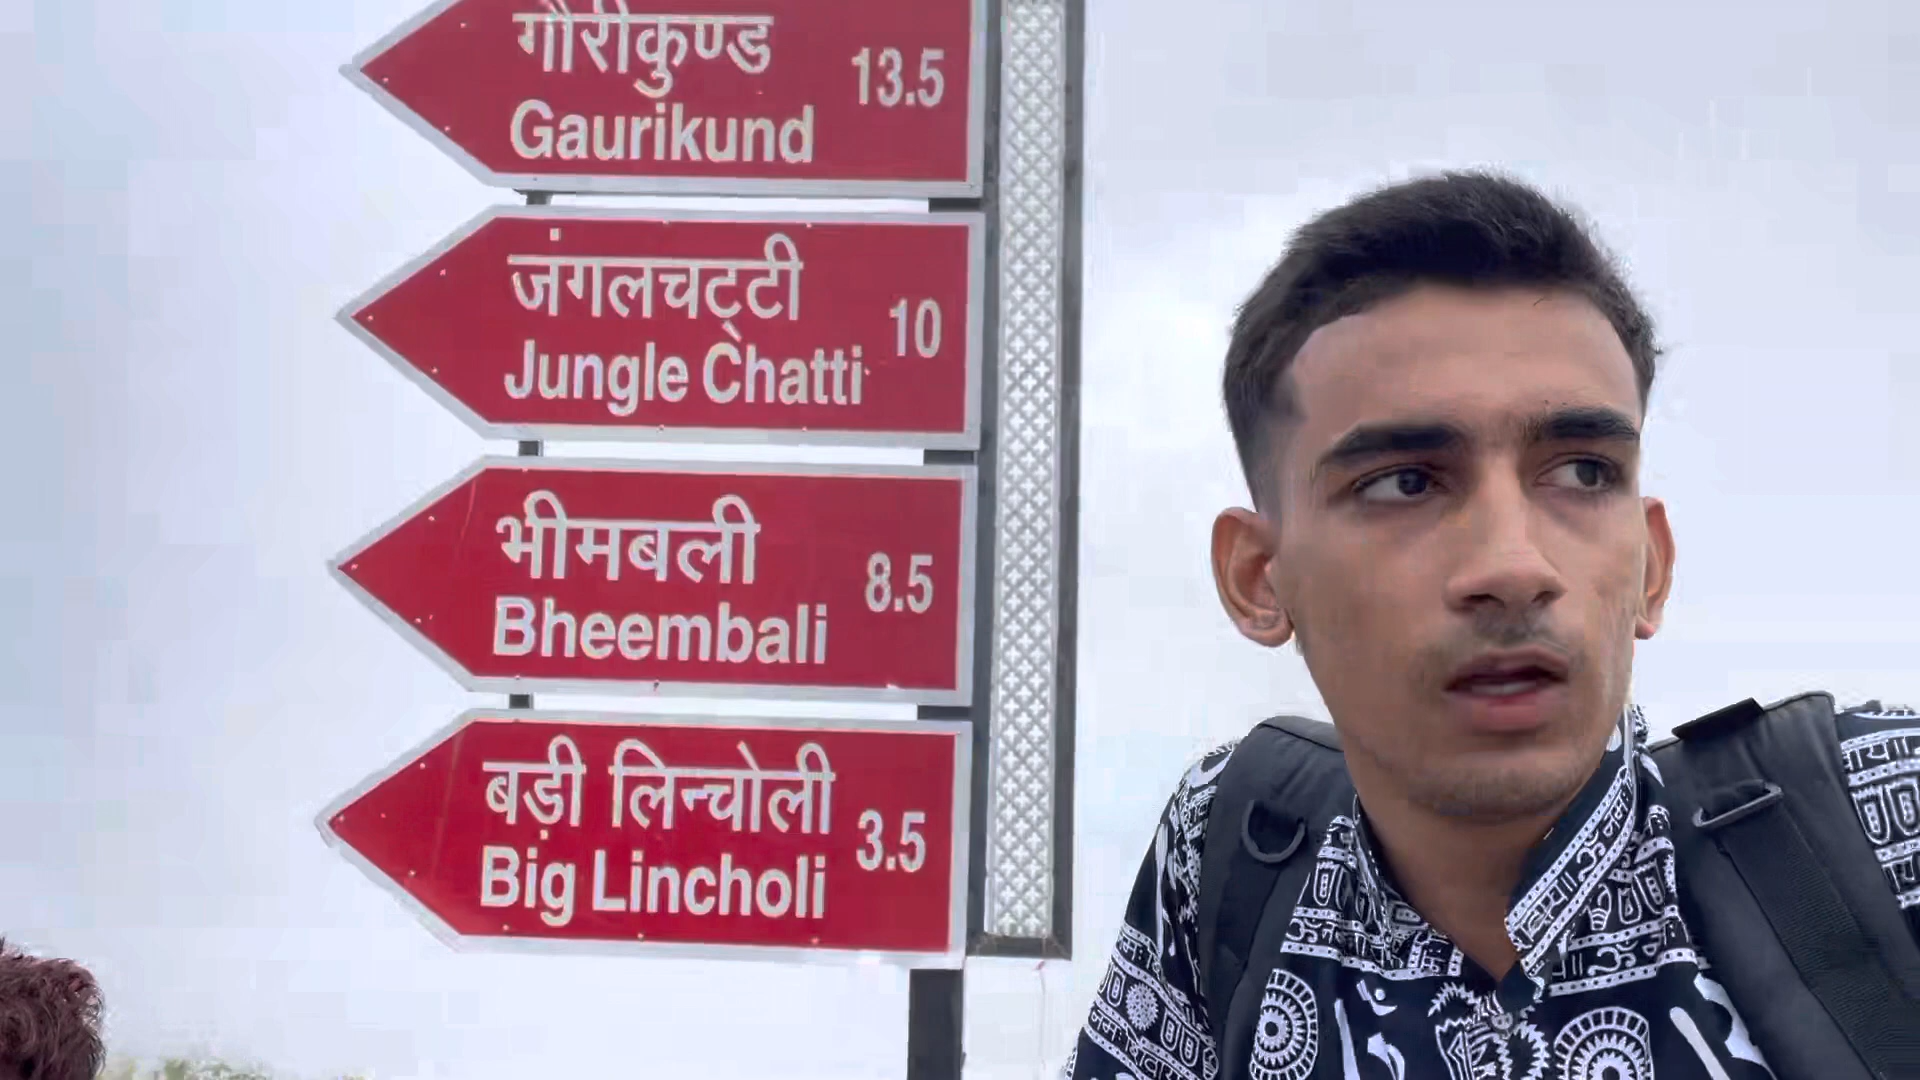 गौरीकुण्ड 13.5
Gaurikund
जंगलचट्टी 10
Jungle Chatti
भीमबली 8.5
Bheembali
बड़ी लिन्चोली 3.5
Big Lincholi